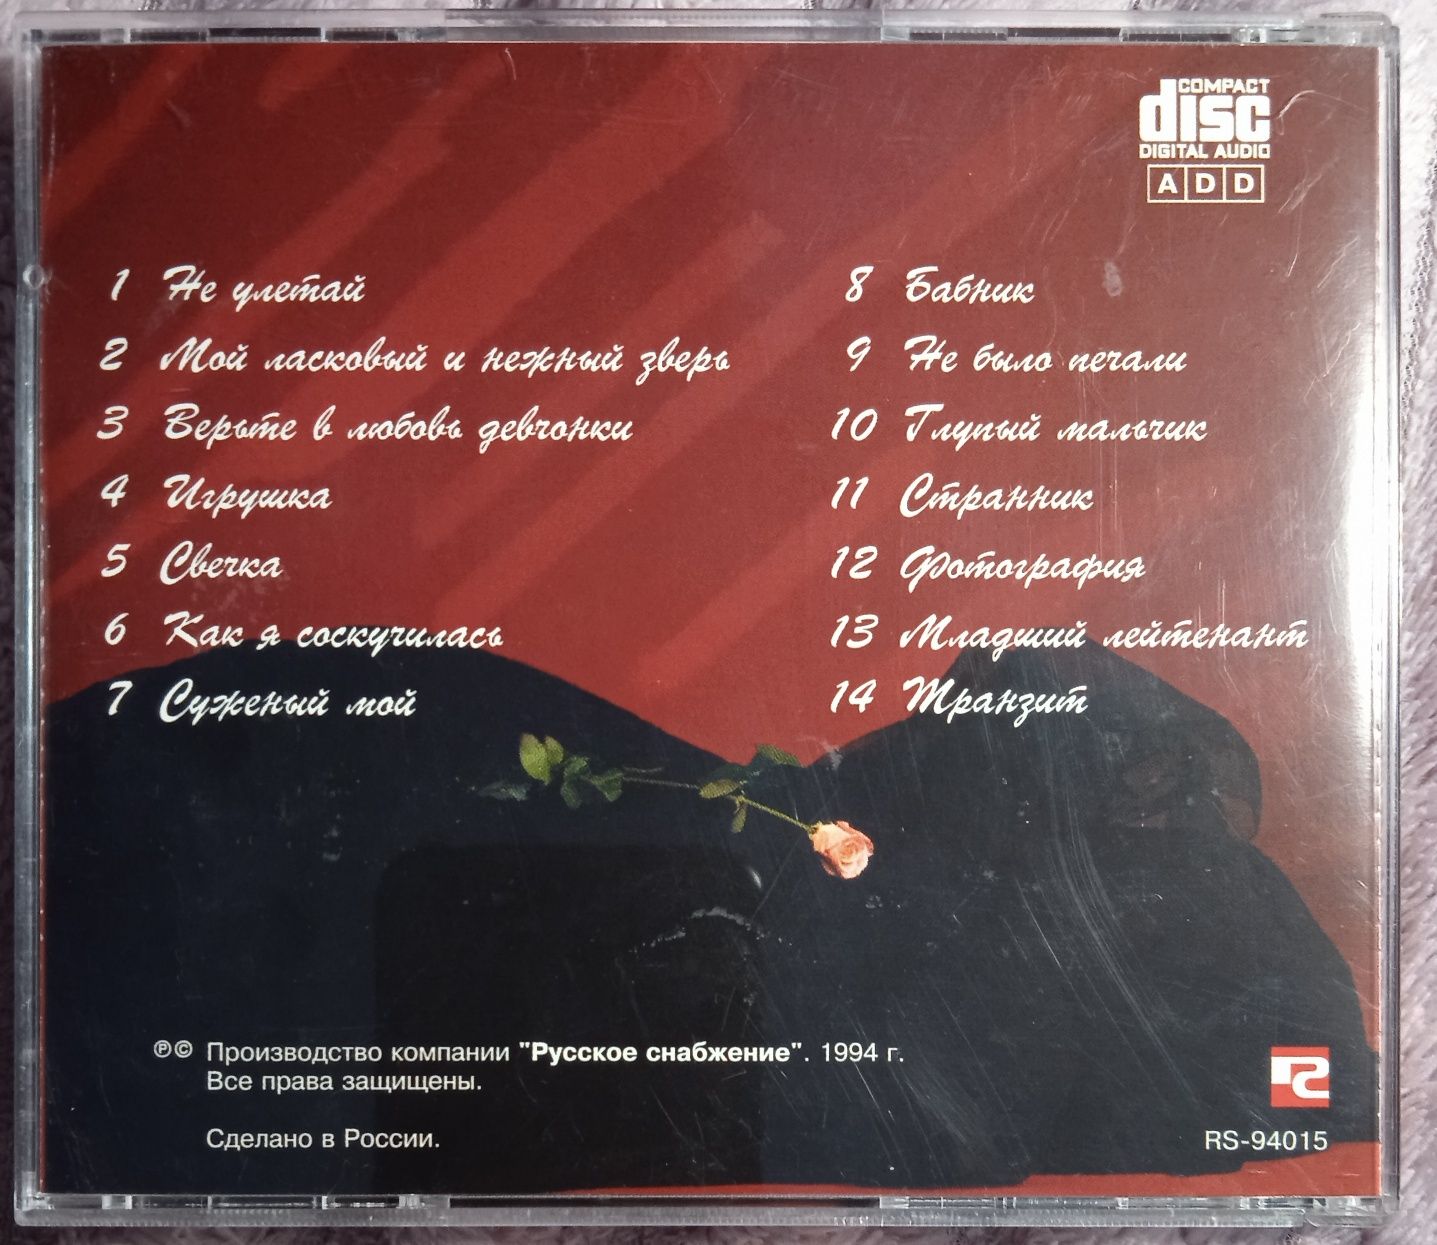 COMPACT
disc
DIGITAL AUDIO
A D D
1 Не улетай
2 Мой ласковый и нежный зверь
3 Верьте в любовь девчонки
4 Игрушка
5 Свечка
6 Как я соскучилась
7 Суженый мой
8 Бабник
9 Не было печали
10 Глупый мальчик
11 Странник
12 Фотография
13 Младший лейтенант
14 Транзит
℗© Производство компании "Русское снабжение". 1994 г.
Все права защищены.
Сделано в России.
RS-94015